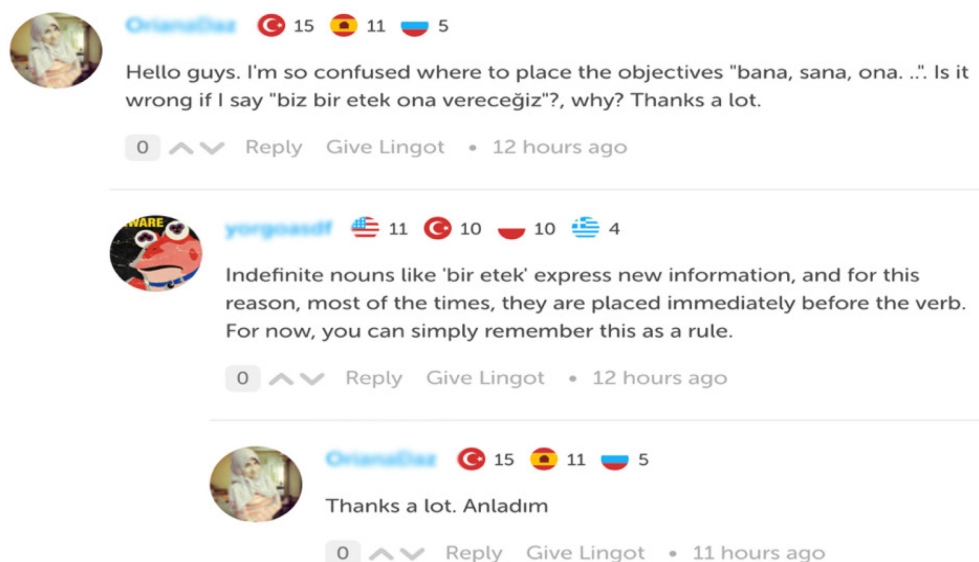 15 11 5
Hello guys. I'm so confused where to place the objectives "bana, sana, ona. ..". Is it
wrong if I say "biz bir etek ona vereceğiz"?, why? Thanks a lot.
0 Reply Give Lingot • 12 hours ago
WARE
11 10 10 4
Indefinite nouns like 'bir etek' express new information, and for this
reason, most of the times, they are placed immediately before the verb.
For now, you can simply remember this as a rule.
0 Reply Give Lingot • 12 hours ago
15 11 5
Thanks a lot. Anladım
0 Reply Give Lingot • 11 hours ago